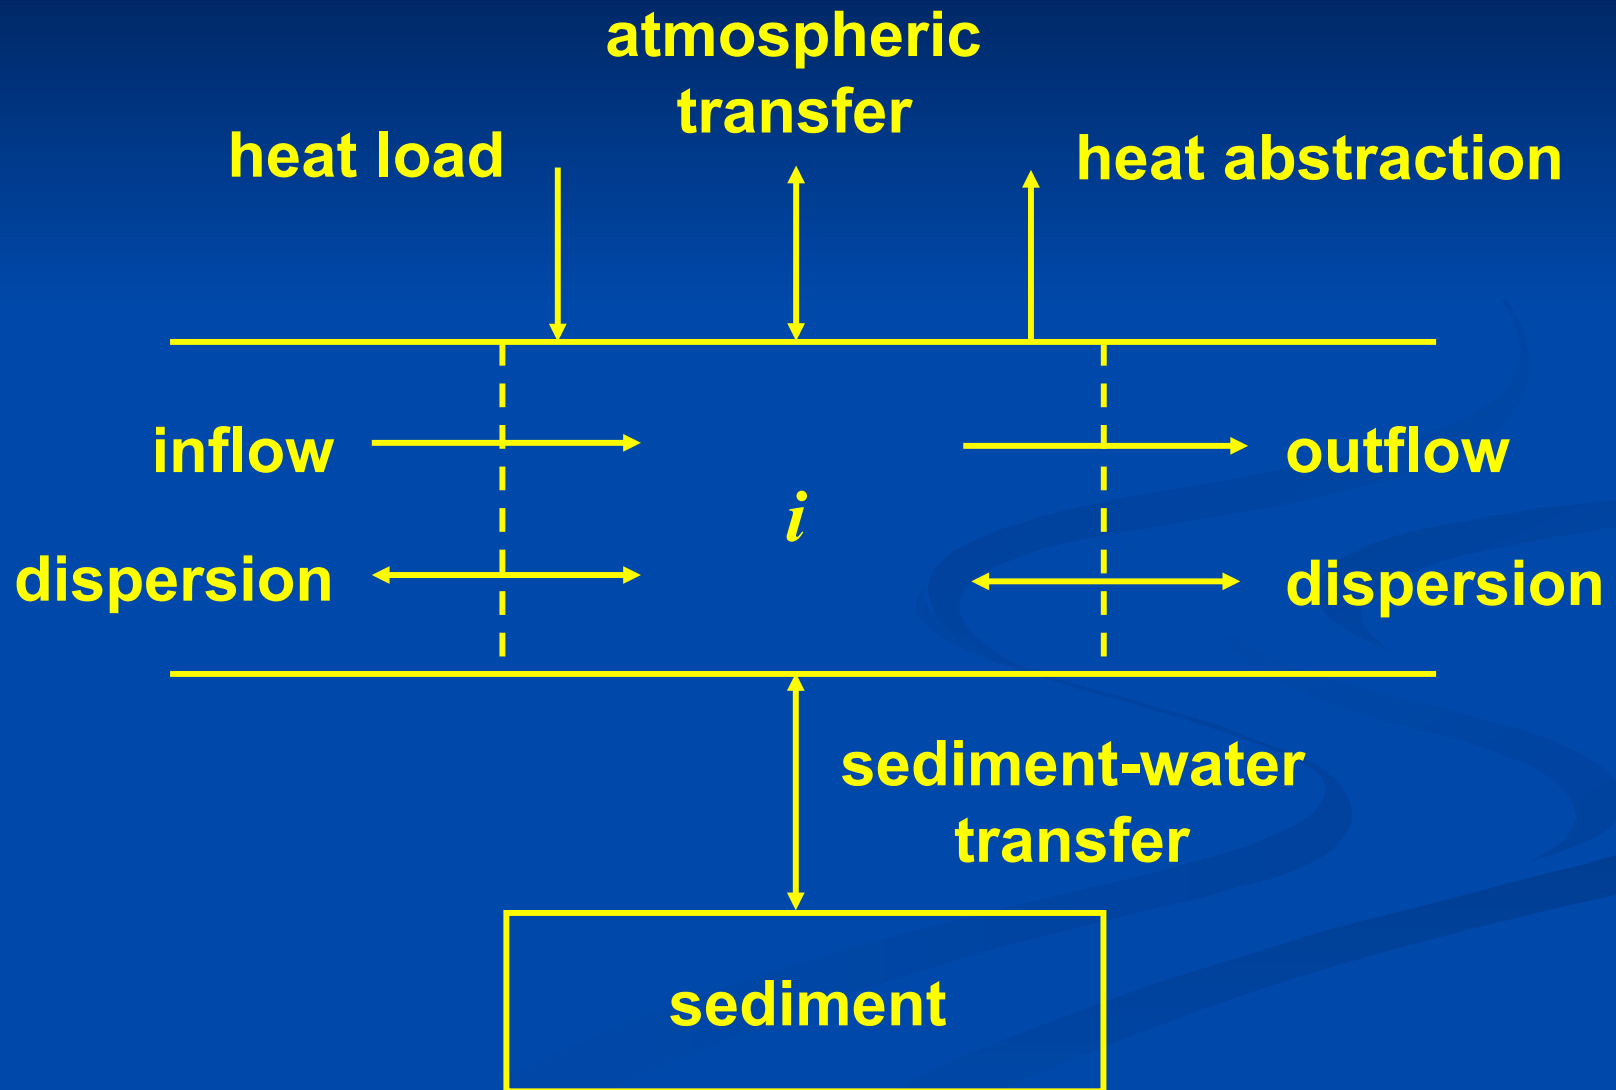 atmospheric
transfer
heat load
heat abstraction
inflow
outflow
i
dispersion
dispersion
sediment-water
transfer
sediment